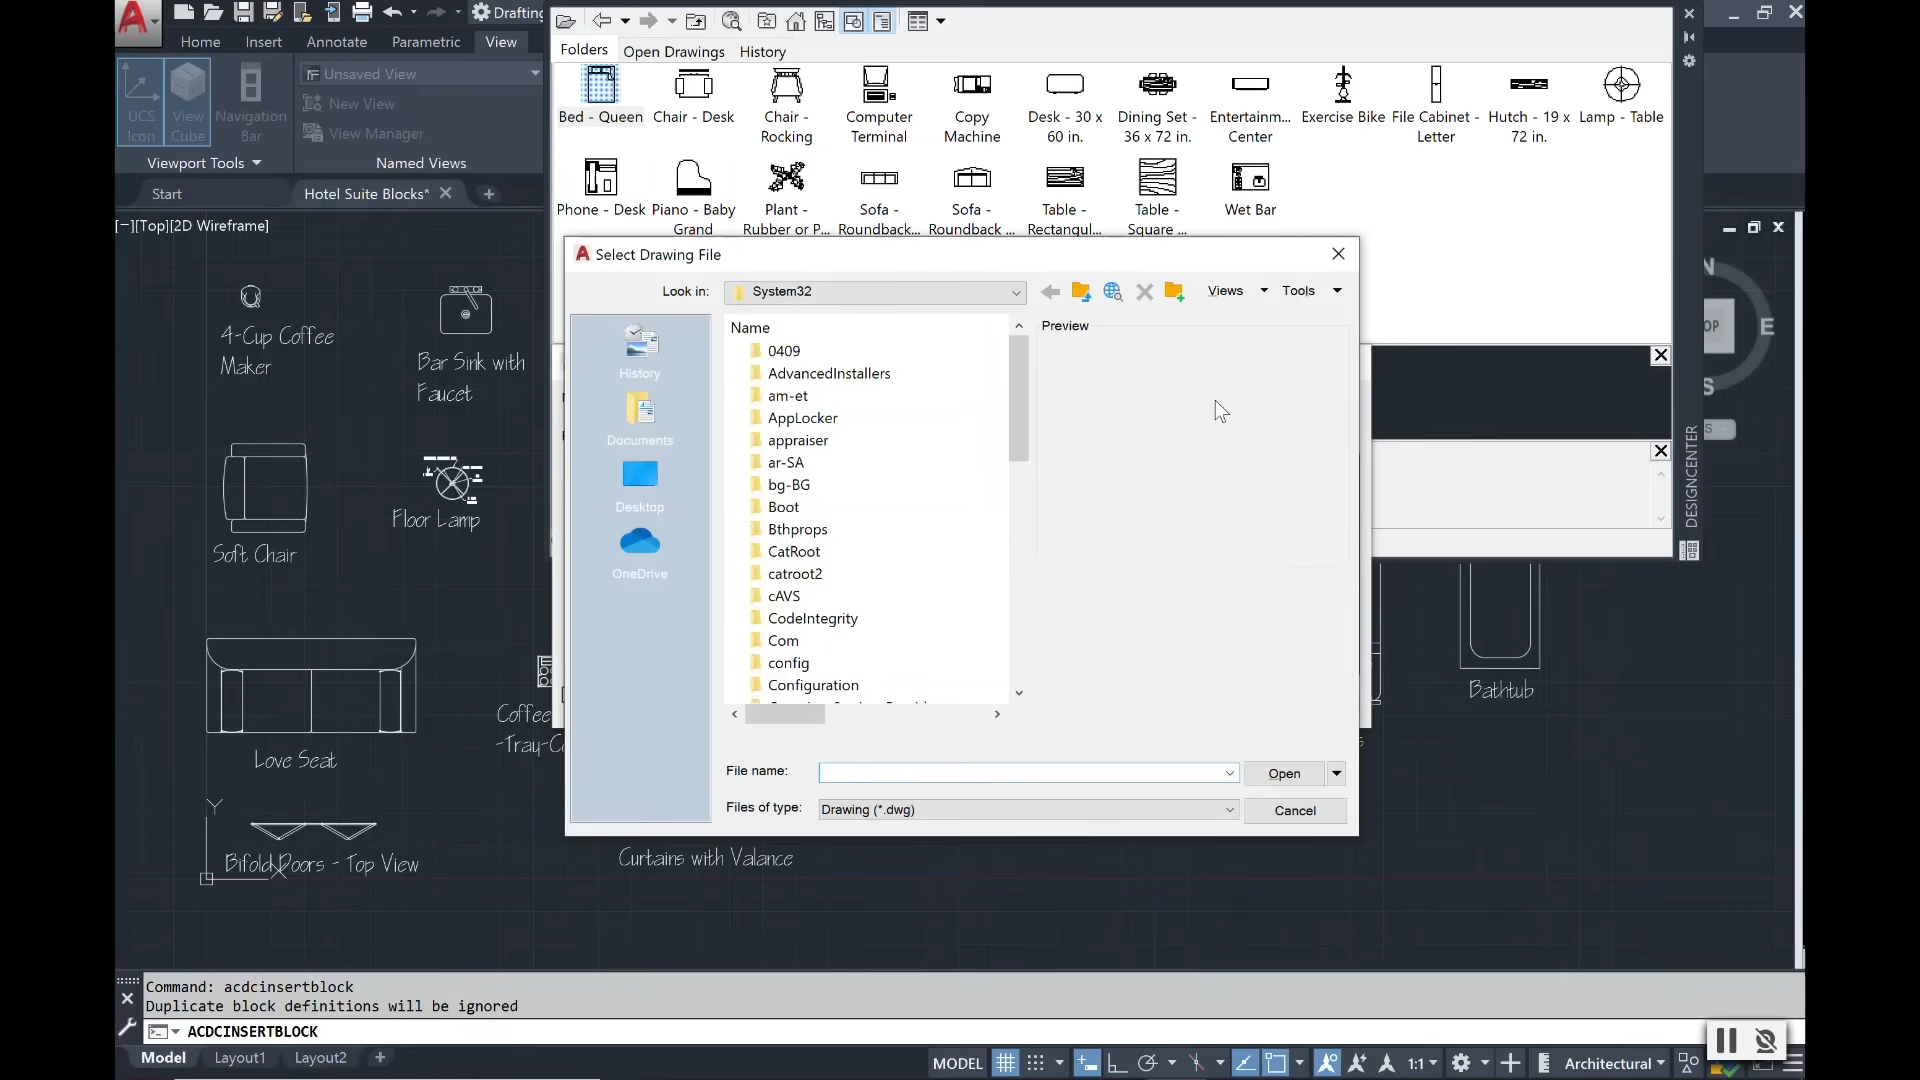 Drafting
Home
Insert
Annotate
Parametric
View
UCS
Icon
View
Cube
Navigation
Bar
Unsaved View
New View
View Manager
Viewport Tools
Named Views
Start
Hotel Suite Blocks*
[−][Top][2D Wireframe]
Folders
Open Drawings
History
Bed - Queen
Chair - Desk
Chair -
Rocking
Computer
Terminal
Copy
Machine
Desk - 30 x
60 in.
Dining Set -
36 x 72 in.
Entertainm...
Center
Exercise Bike
File Cabinet -
Letter
Hutch - 19 x
72 in.
Lamp - Table
Phone - Desk
Piano - Baby
Grand
Plant -
Rubber or P...
Sofa -
Roundback...
Sofa -
Roundback ...
Table -
Rectangul...
Table -
Square ...
Wet Bar
DESIGNCENTER
N
OP
E
S
Select Drawing File
Look in:
System32
Views
Tools
History
Documents
Desktop
OneDrive
Name
0409
AdvancedInstallers
am-et
AppLocker
appraiser
ar-SA
bg-BG
Boot
Bthprops
CatRoot
catroot2
cAVS
CodeIntegrity
Com
config
Configuration
Preview
File name:
Open
Files of type:
Drawing (*.dwg)
Cancel
4-Cup Coffee
Maker
Bar Sink with
Faucet
Soft Chair
Floor Lamp
Love Seat
Coffee
-Tray-C
Bathtub
Y
X
Bifold Doors - Top View
Curtains with Valance
Command: acdcinsertblock
Duplicate block definitions will be ignored
ACDCINSERTBLOCK
Model
Layout1
Layout2
MODEL
1:1
Architectural